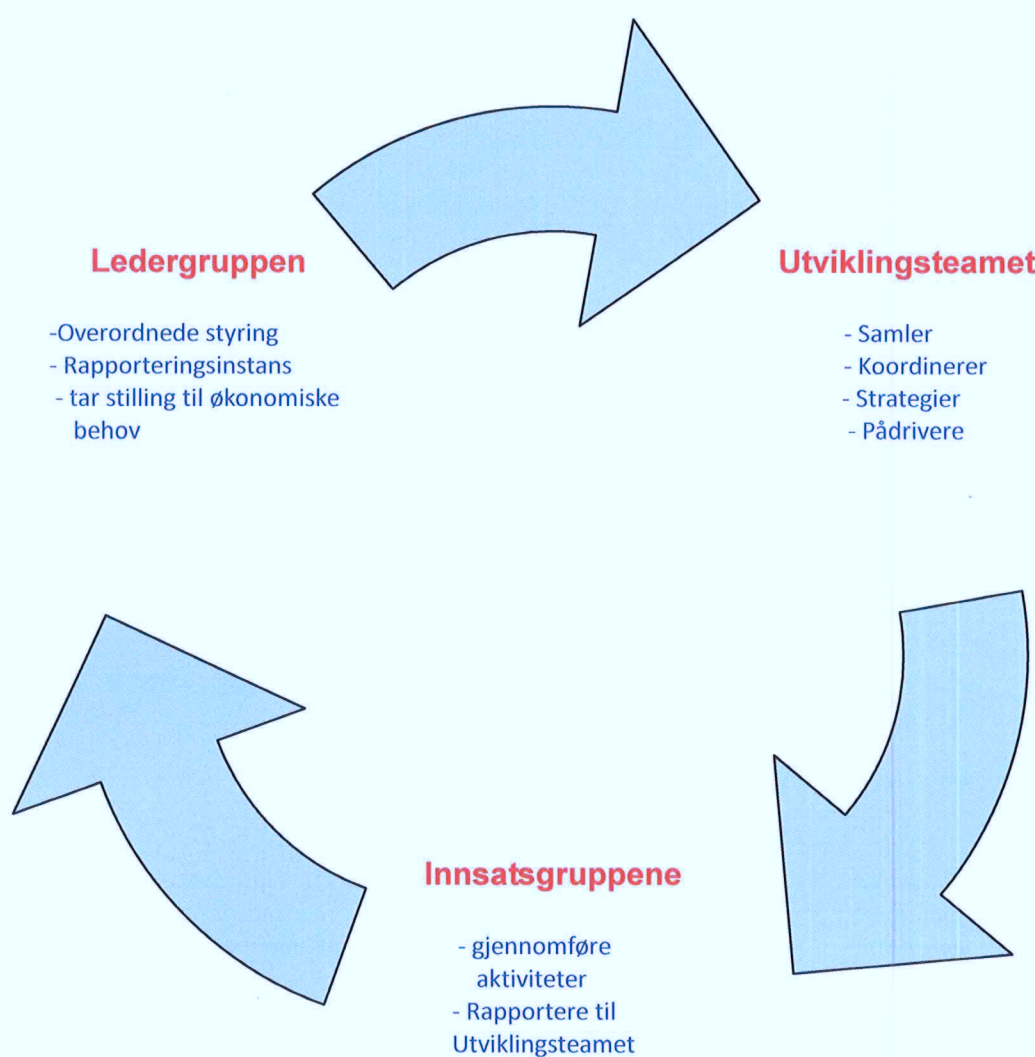 Ledergruppen
-Overordnede styring
- Rapporteringsinstans
- tar stilling til økonomiske
behov
Utviklingsteamet
- Samler
- Koordinerer
- Strategier
- Pådrivere
Innsatsgruppene
- gjennomføre
aktiviteter
- Rapportere til
Utviklingsteamet